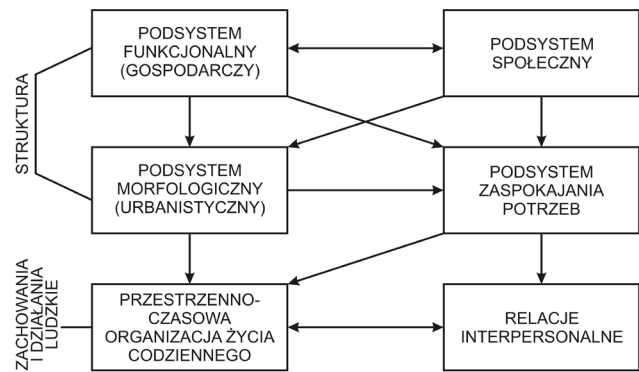 PODSYSTEM
FUNKCJONALNY
(GOSPODARCZY)
PODSYSTEM
SPOŁECZNY
STRUKTURA
PODSYSTEM
MORFOLOGICZNY
(URBANISTYCZNY)
PODSYSTEM
ZASPOKAJANIA
POTRZEB
ZACHOWANIA
I DZIAŁANIA
LUDZKIE
PRZESTRZENNO-
CZASOWA
ORGANIZACJA ŻYCIA
CODZIENNEGO
RELACJE
INTERPERSONALNE